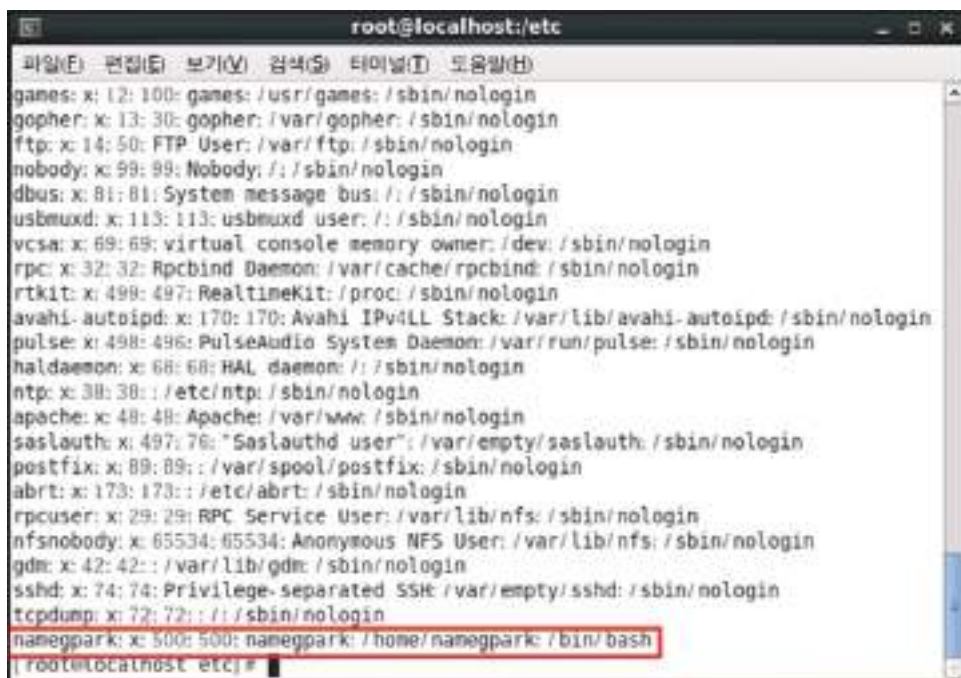 root@localhost:/etc
파일(F) 편집(E) 보기(V) 검색(S) 터미널(T) 도움말(H)
games:x:12:100:games:/usr/games:/sbin/nologin
gopher:x:13:30:gopher:/var/gopher:/sbin/nologin
ftp:x:14:50:FTP User:/var/ftp:/sbin/nologin
nobody:x:99:99:Nobody:/:/sbin/nologin
dbus:x:81:81:System message bus:/:/sbin/nologin
usbmuxd:x:113:113:usbmuxd user:/:/sbin/nologin
vcsa:x:69:69:virtual console memory owner:/dev:/sbin/nologin
rpc:x:32:32:Rpcbind Daemon:/var/cache/rpcbind:/sbin/nologin
rtkit:x:499:497:RealtimeKit:/proc:/sbin/nologin
avahi-autoipd:x:170:170:Avahi IPv4LL Stack:/var/lib/avahi-autoipd:/sbin/nologin
pulse:x:498:496:PulseAudio System Daemon:/var/run/pulse:/sbin/nologin
haldaemon:x:68:68:HAL daemon:/:/sbin/nologin
ntp:x:38:38::/etc/ntp:/sbin/nologin
apache:x:48:48:Apache:/var/www:/sbin/nologin
saslauth:x:497:76:"Saslauthd user":/var/empty/saslauth:/sbin/nologin
postfix:x:89:89::/var/spool/postfix:/sbin/nologin
abrt:x:173:173::/etc/abrt:/sbin/nologin
rpcuser:x:29:29:RPC Service User:/var/lib/nfs:/sbin/nologin
nfsnobody:x:65534:65534:Anonymous NFS User:/var/lib/nfs:/sbin/nologin
gdm:x:42:42::/var/lib/gdm:/sbin/nologin
sshd:x:74:74:Privilege-separated SSH:/var/empty/sshd:/sbin/nologin
tcpdump:x:72:72::/:/sbin/nologin
namegpark:x:500:500:namegpark:/home/namegpark:/bin/bash
[root@localhost etc]#